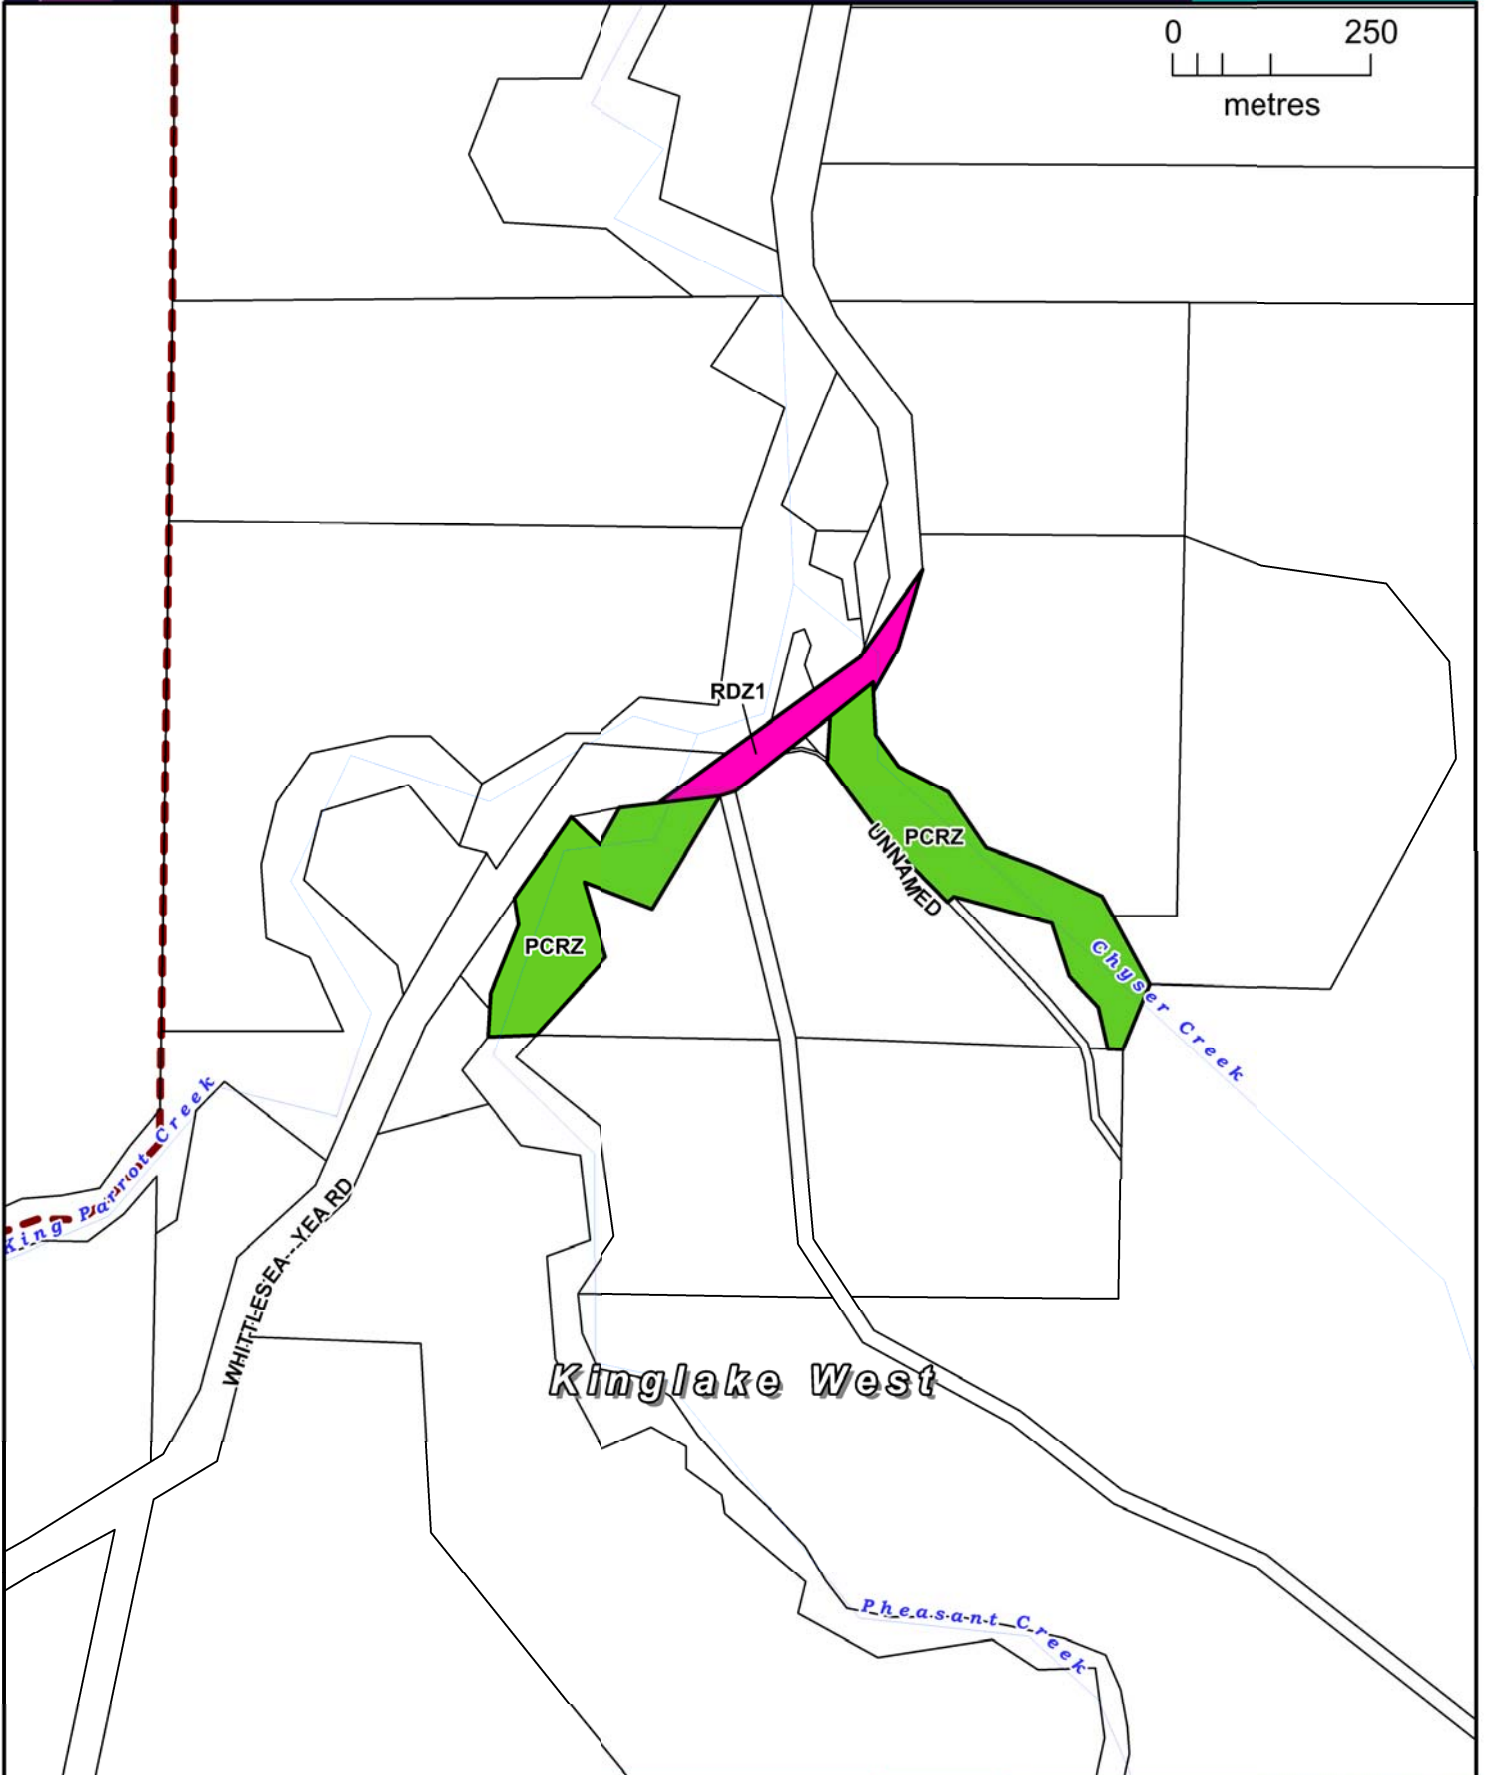 0 250
metres
RDZ1
PCRZ
UNNAMED
PCRZ
Chyser Creek
King Parrot Creek
WHITTLESEA---YEA RD
Kinglake West
Pheasant Creek